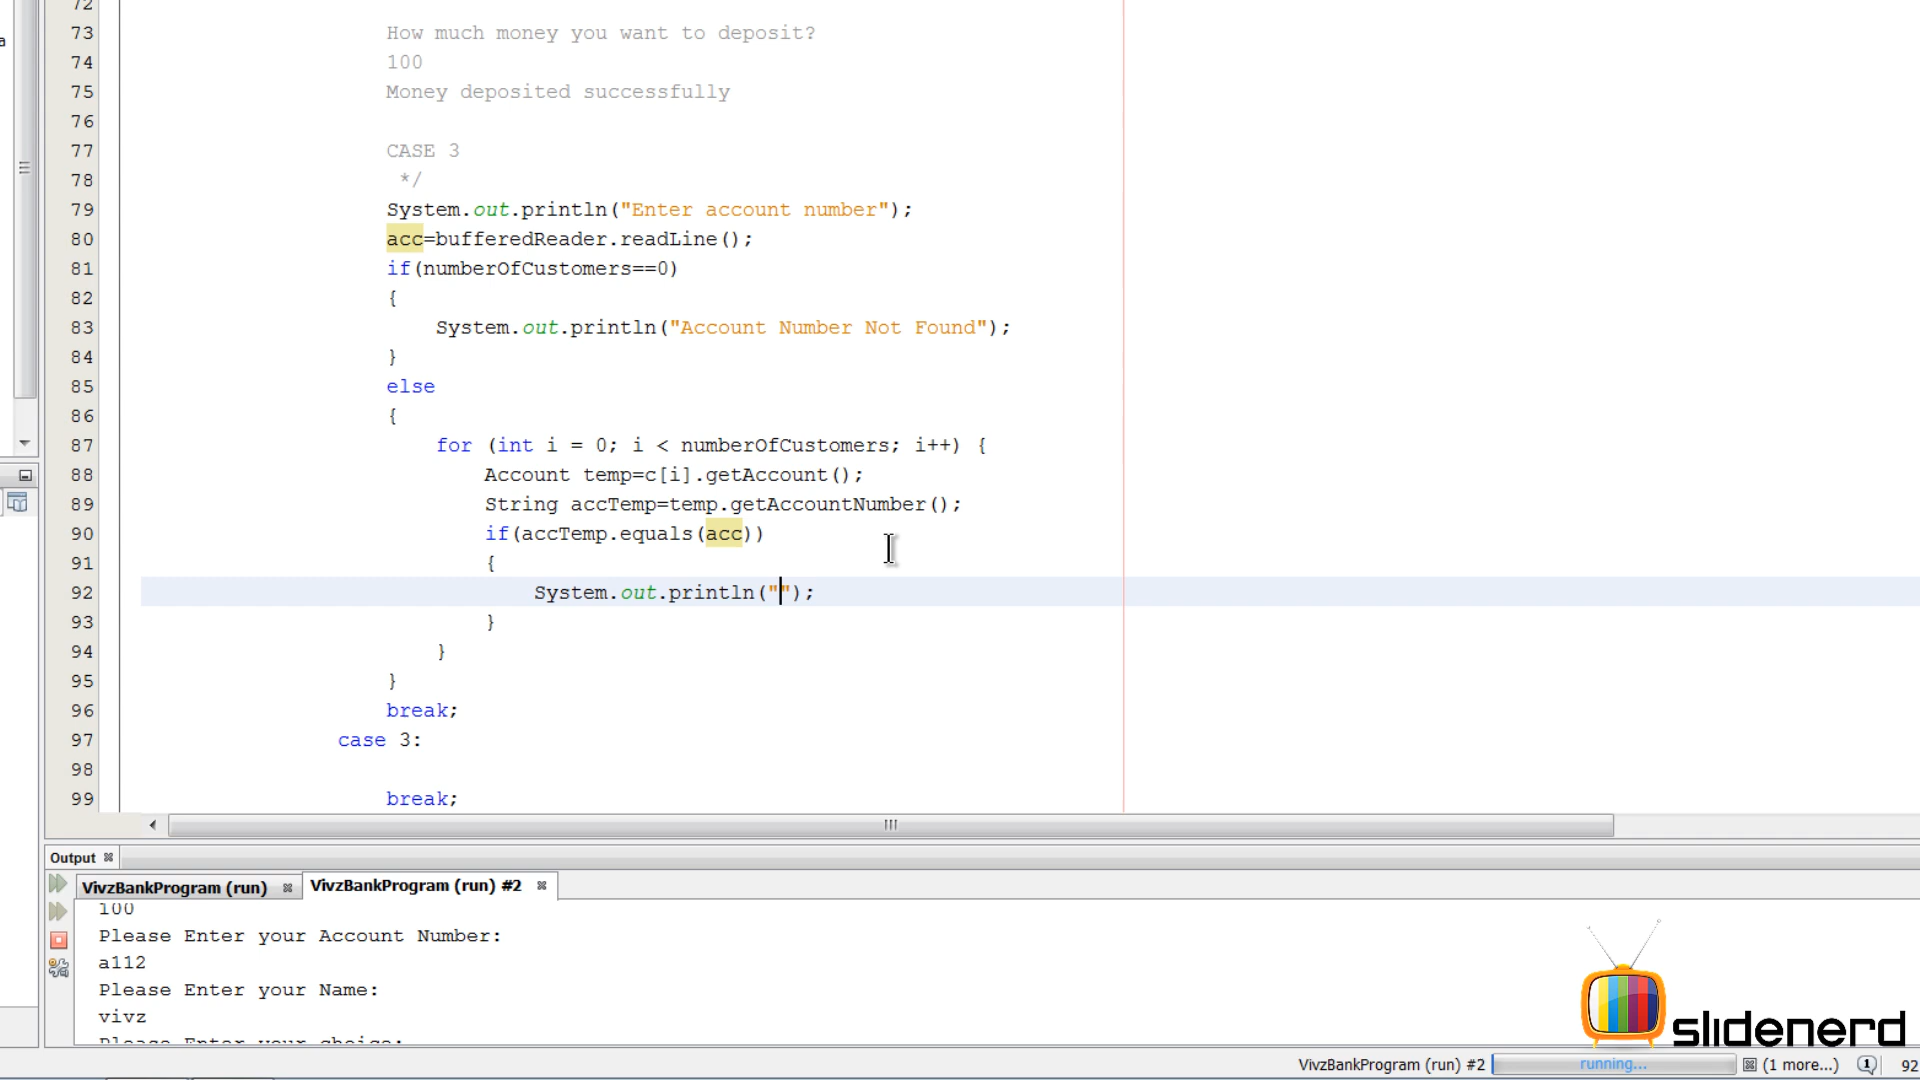 72
73 How much money you want to deposit?
74 100
75 Money deposited successfully
76
77 CASE 3
78 */
79 System.out.println("Enter account number");
80 acc=bufferedReader.readLine();
81 if(numberOfCustomers==0)
82 {
83 System.out.println("Account Number Not Found");
84 }
85 else
86 {
87 for (int i = 0; i < numberOfCustomers; i++) {
88 Account temp=c[i].getAccount();
89 String accTemp=temp.getAccountNumber();
90 if(accTemp.equals(acc))
91 {
92 System.out.println("");
93 }
94 }
95 }
96 break;
97 case 3:
98
99 break;
Output
VivzBankProgram (run) VivzBankProgram (run) #2
100
Please Enter your Account Number:
a112
Please Enter your Name:
vivz
Please Enter your choice:
slidenerd
VivzBankProgram (run) #2 running... (1 more...) 1 92